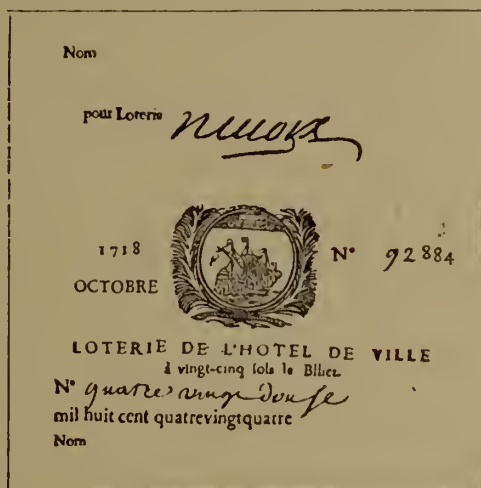 Nom
pour Loterie
1718 N° 92884
OCTOBRE
LOTERIE DE L'HOTEL DE VILLE
à vingt-cinq sols le Billet.
N° quatre vingt douse
mil huit cent quatrevingtquatre
Nom